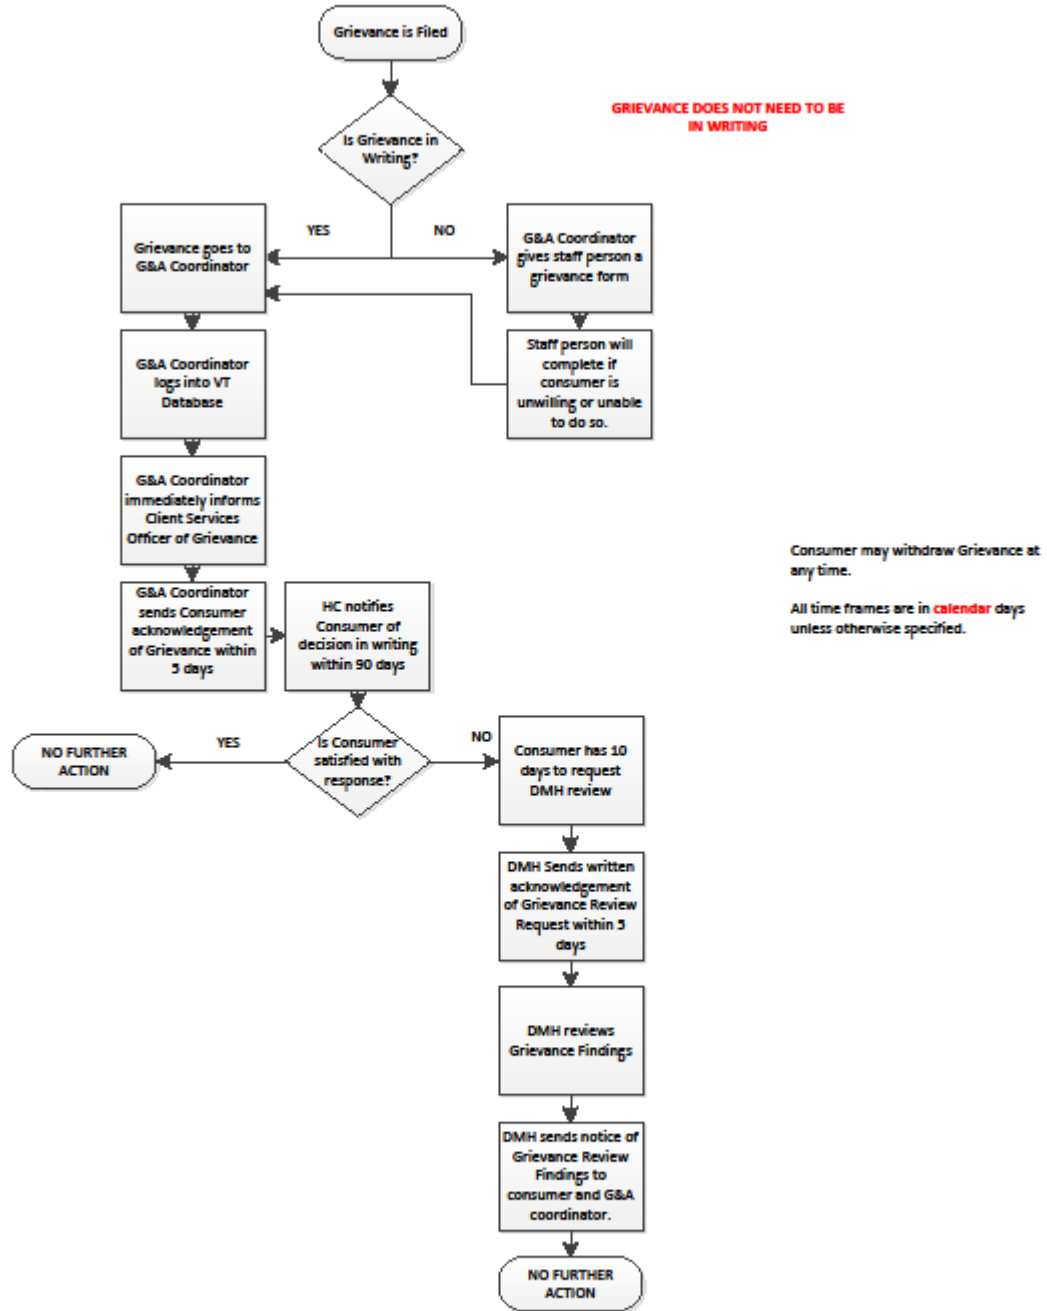 Grievance is Filed
GRIEVANCE DOES NOT NEED TO BE
IN WRITING
Is Grievance in
Writing?
YES
NO
Grievance goes to
G&A Coordinator
G&A Coordinator
gives staff person a
grievance form
G&A Coordinator
logs into VT
Database
Staff person will
complete if
consumer is
unwilling or unable
to do so.
G&A Coordinator
immediately informs
Client Services
Officer of Grievance
Consumer may withdraw Grievance at
any time.
All time frames are in calendar days
unless otherwise specified.
G&A Coordinator
sends Consumer
acknowledgement
of Grievance within
5 days
HC notifies
Consumer of
decision in writing
within 90 days
NO FURTHER
ACTION
YES
Is Consumer
satisfied with
response?
NO
Consumer has 10
days to request
DMH review
DMH Sends written
acknowledgement
of Grievance Review
Request within 5
days
DMH reviews
Grievance Findings
DMH sends notice of
Grievance Review
Findings to
consumer and G&A
coordinator.
NO FURTHER
ACTION